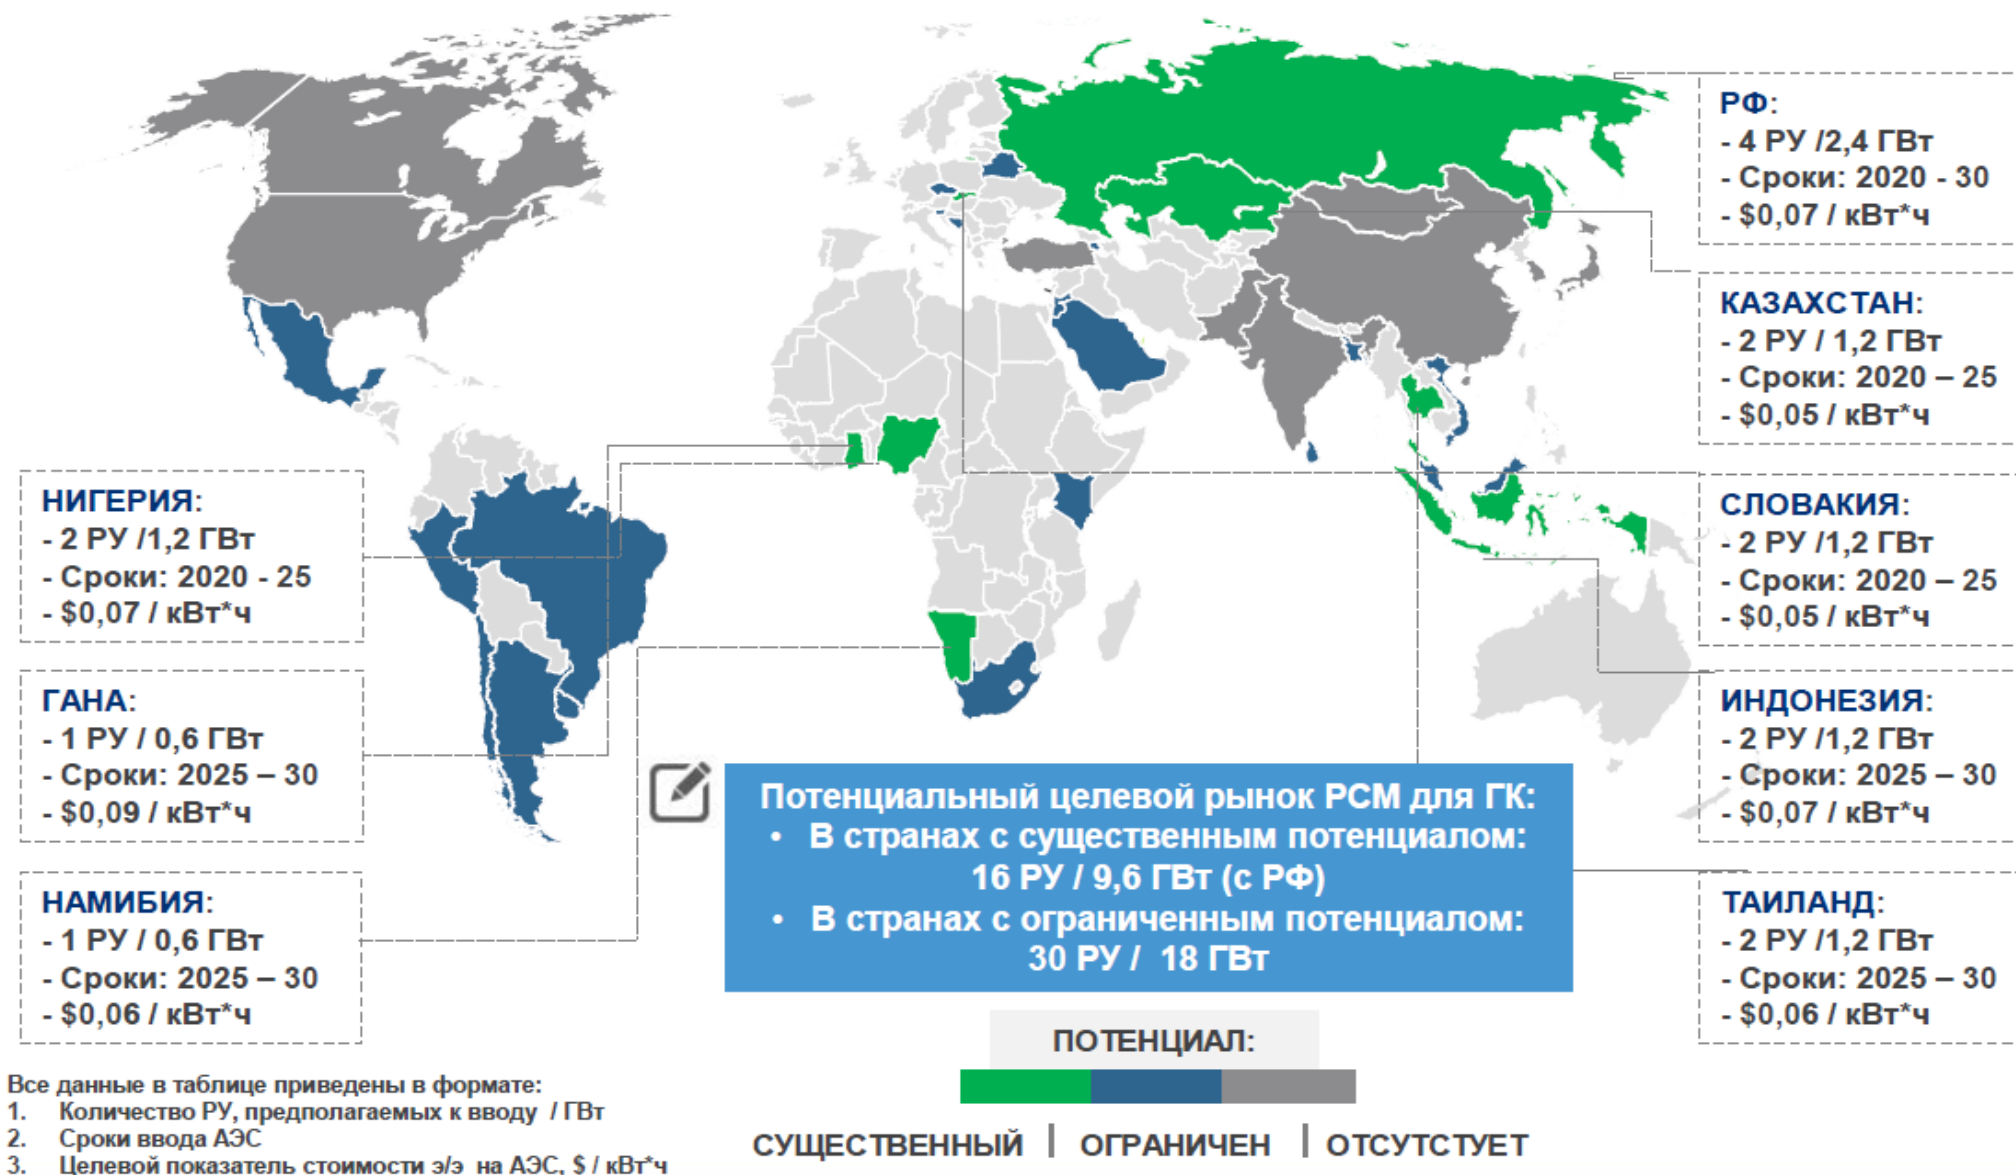 РФ:
- 4 РУ /2,4 ГВт
- Сроки: 2020 - 30
- $0,07 / кВт*ч
КАЗАХСТАН:
- 2 РУ / 1,2 ГВт
- Сроки: 2020 – 25
- $0,05 / кВт*ч
СЛОВАКИЯ:
- 2 РУ /1,2 ГВт
- Сроки: 2020 – 25
- $0,05 / кВт*ч
ИНДОНЕЗИЯ:
- 2 РУ /1,2 ГВт
- Сроки: 2025 – 30
- $0,07 / кВт*ч
ТАИЛАНД:
- 2 РУ /1,2 ГВт
- Сроки: 2025 – 30
- $0,06 / кВт*ч
НИГЕРИЯ:
- 2 РУ /1,2 ГВт
- Сроки: 2020 - 25
- $0,07 / кВт*ч
ГАНА:
- 1 РУ / 0,6 ГВт
- Сроки: 2025 – 30
- $0,09 / кВт*ч
НАМИБИЯ:
- 1 РУ / 0,6 ГВт
- Сроки: 2025 – 30
- $0,06 / кВт*ч
Потенциальный целевой рынок РСМ для ГК:
• В странах с существенным потенциалом:
16 РУ / 9,6 ГВт (с РФ)
• В странах с ограниченным потенциалом:
30 РУ / 18 ГВт
ПОТЕНЦИАЛ:
СУЩЕСТВЕННЫЙ | ОГРАНИЧЕН | ОТСУТСТУЕТ
Все данные в таблице приведены в формате:
1. Количество РУ, предполагаемых к вводу / ГВт
2. Сроки ввода АЭС
3. Целевой показатель стоимости э/э на АЭС, $ / кВт*ч